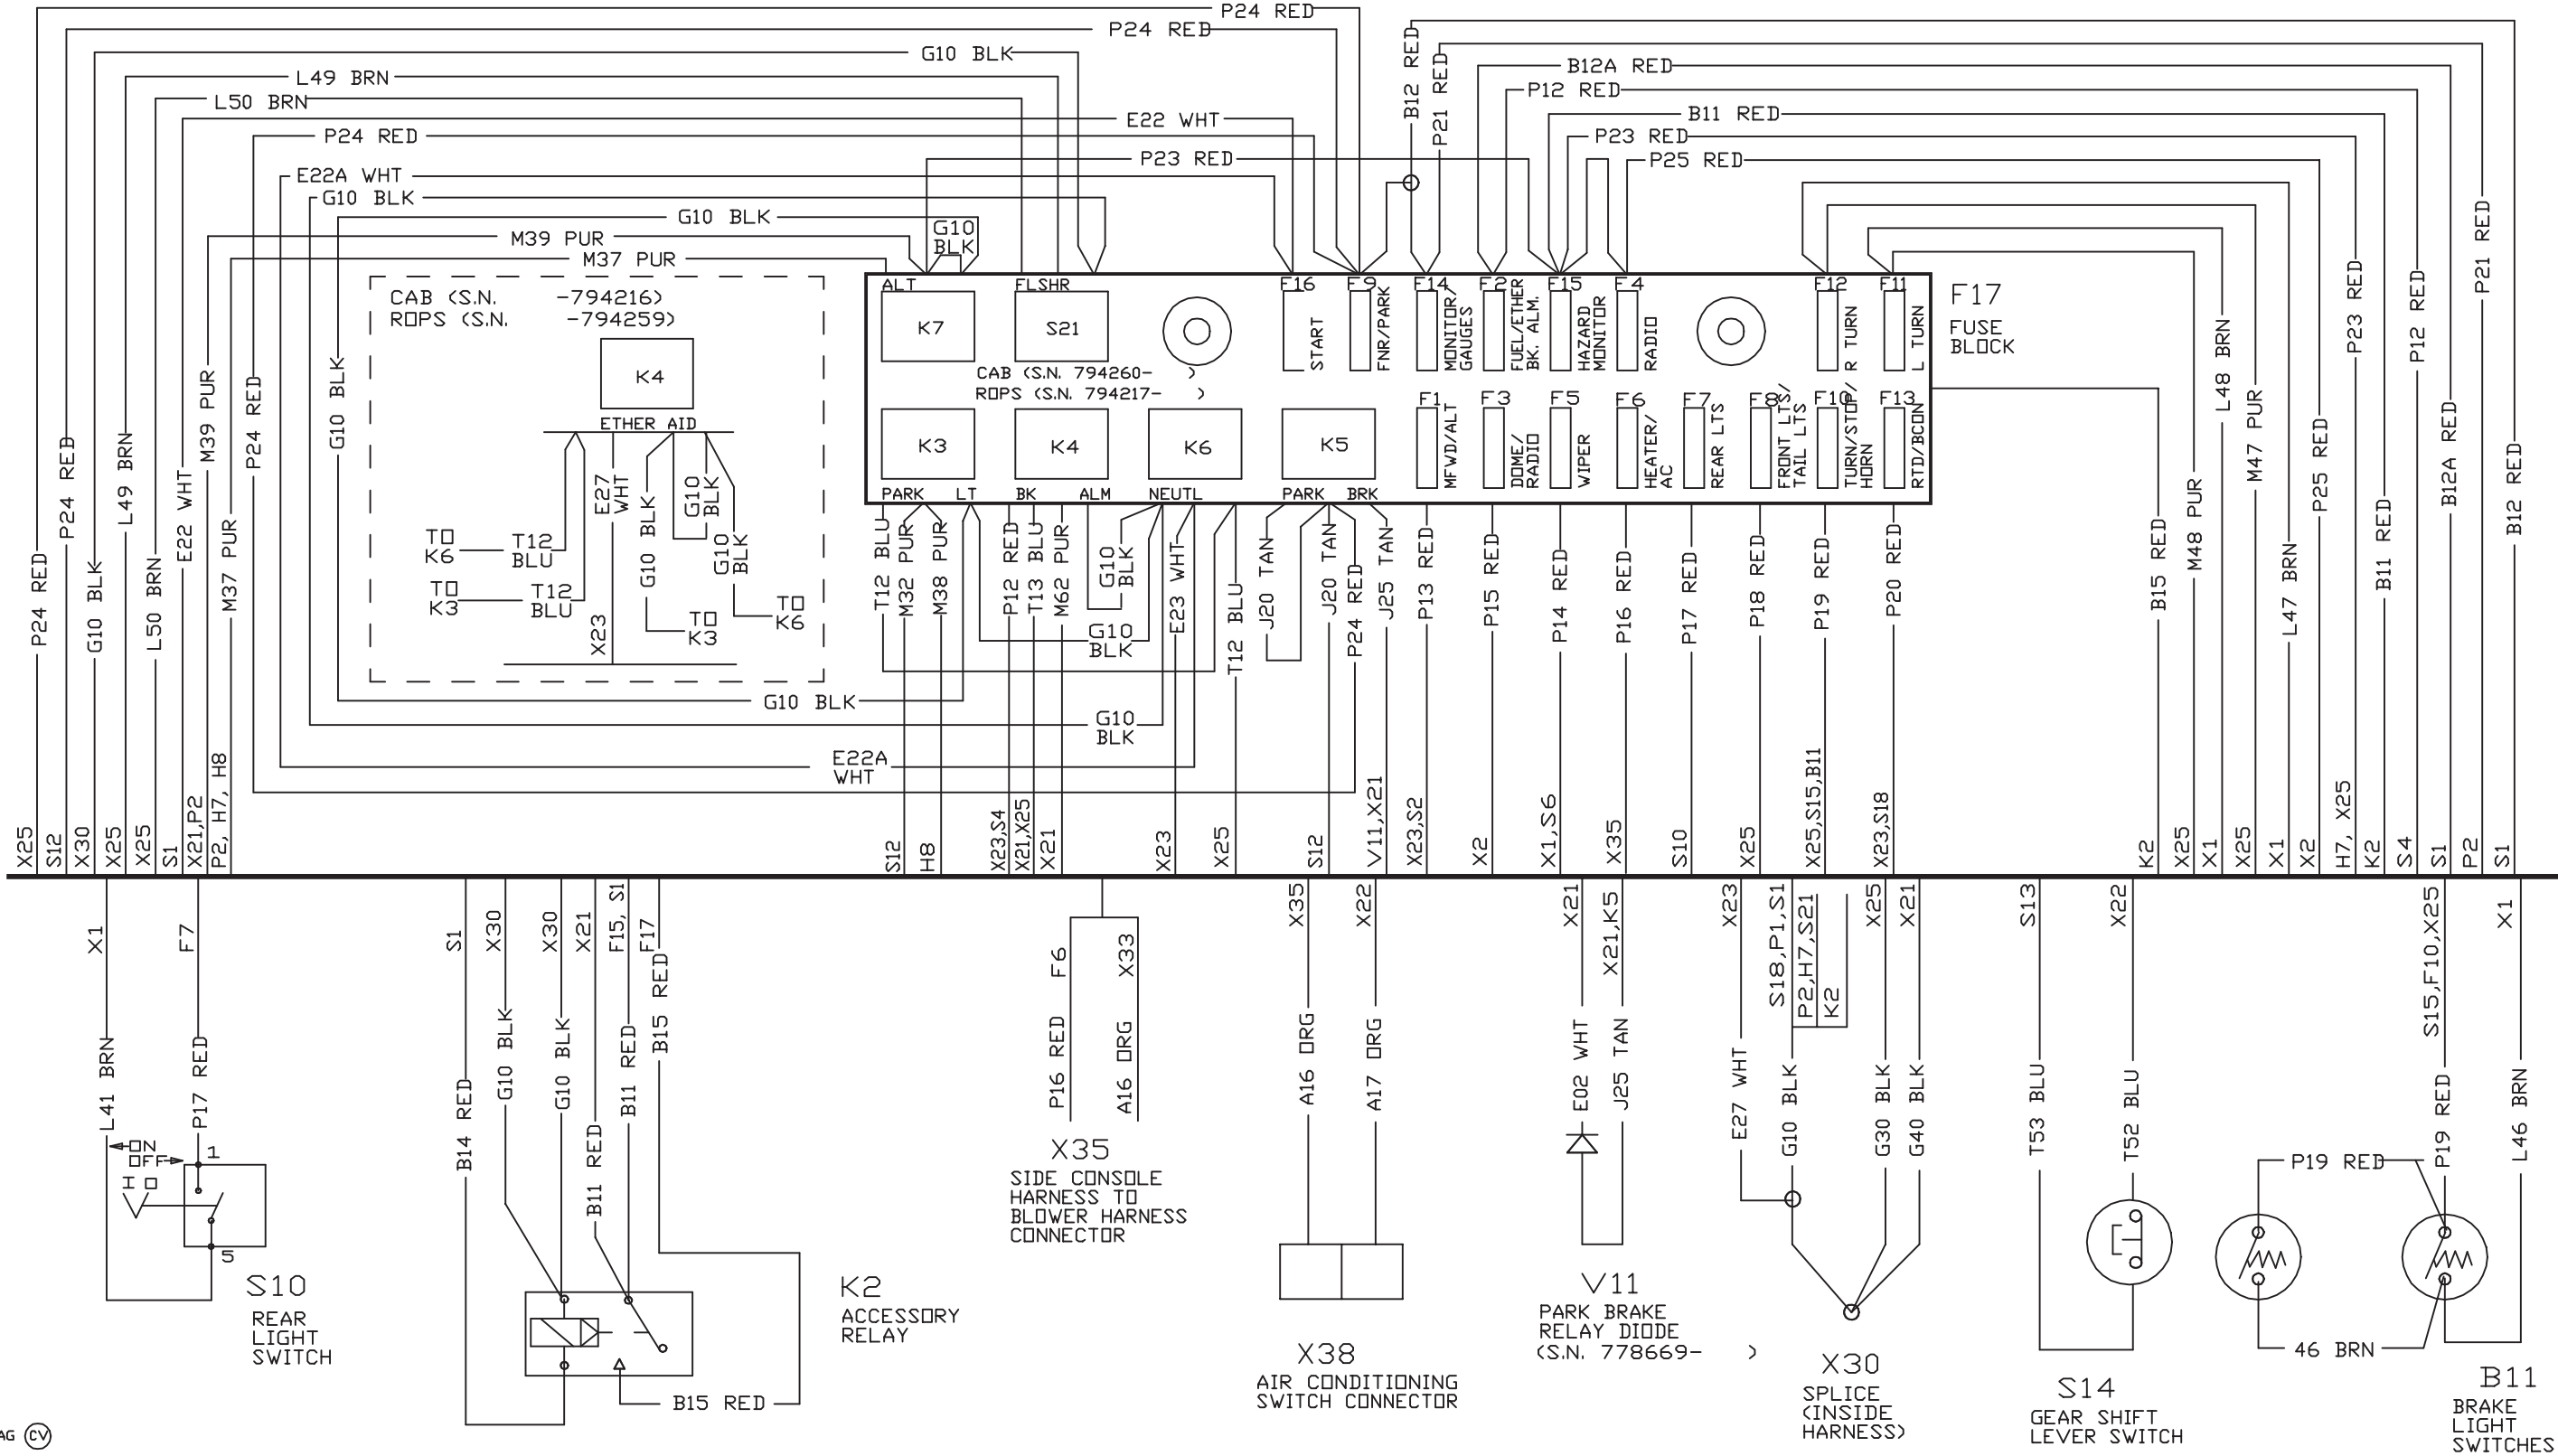 P24 RED
P24 RED
G10 BLK
L49 BRN
L50 BRN
E22 WHT
P24 RED
P23 RED
E22A WHT
G10 BLK
G10 BLK
M39 PUR
M37 PUR
G10
BLK
B12 RED
P21 RED
B12A RED
P12 RED
B11 RED
P23 RED
P25 RED
CAB (S.N. -794216)
ROPS (S.N. -794259)
K4
ETHER AID
TO
K6
T12
BLU
TO
K3
T12
BLU
E27
WHT
X23
G10 BLK
G10
BLK
G10
BLK
TO
K3
TO
K6
ALT
K7
FLSHR
S21
CAB (S.N. 794260- )
ROPS (S.N. 794217- )
F16
START
F9
FNR/PARK
F14
MONITOR/
GAUGES
F2
FUEL/ETHER
BK. ALM.
F15
HAZARD
MONITOR
F4
RADIO
F12
R TURN
F11
L TURN
F17
FUSE
BLOCK
K3
K4
K6
K5
F1
MFWD/ALT
F3
DOME/
RADIO
F5
WIPER
F6
HEATER/
AC
F7
REAR LTS
F8
FRONT LTS/
TAIL LTS
F10
TURN/STOP/
HORN
F13
RTD/BCON
PARK LT
BK ALM
NEUTL
PARK BRK
P24 RED
P24 RED
G10 BLK
L49 BRN
L50 BRN
E22 WHT
M39 PUR
M37 PUR
P24 RED
G10 BLK
T12 BLU
M32 PUR
M38 PUR
P12 RED
T13 BLU
M62 PUR
G10
BLK
G10
BLK
E23 WHT
T12 BLU
J20 TAN
J20 TAN
P24 RED
J25 TAN
P13 RED
P15 RED
P14 RED
P16 RED
P17 RED
P18 RED
P19 RED
P20 RED
B15 RED
M48 PUR
L48 BRN
M47 PUR
L47 BRN
P25 RED
P23 RED
B11 RED
P12 RED
B12A RED
P21 RED
B12 RED
G10 BLK
G10
BLK
E22A
WHT
X25
S12
X30
X25
X25
S1
X21,P2
P2, H7, H8
S12
H8
X23,S4
X21,X25
X21
X23
X25
S12
V11,X21
X23,S2
X2
X1,S6
X35
S10
X25
X25,S15,B11
X23,S18
K2
X25
X1
X25
X1
X2
H7, X25
K2
S4
S1
P2
S1
X1
F7
L41 BRN
P17 RED
ON
OFF
H O
1
5
S10
REAR
LIGHT
SWITCH
S1
X30
X30
X21
F15, S1
F17
B14 RED
G10 BLK
G10 BLK
B11 RED
B11 RED
B15 RED
B15 RED
K2
ACCESSORY
RELAY
F6
X33
P16 RED
A16 ORG
X35
SIDE CONSOLE
HARNESS TO
BLOWER HARNESS
CONNECTOR
X35
X22
A16 ORG
A17 ORG
X38
AIR CONDITIONING
SWITCH CONNECTOR
X21
X21,K5
E02 WHT
J25 TAN
V11
PARK BRAKE
RELAY DIODE
(S.N. 778669- )
X23
S18,P1,S1
P2,H7,S21
K2
X25
X21
E27 WHT
G10 BLK
G30 BLK
G40 BLK
X30
SPLICE
(INSIDE
HARNESS)
S13
X22
T53 BLU
T52 BLU
S14
GEAR SHIFT
LEVER SWITCH
S15,F10,X25
X1
P19 RED
P19 RED
L46 BRN
46 BRN
B11
BRAKE
LIGHT
SWITCHES
AG CV